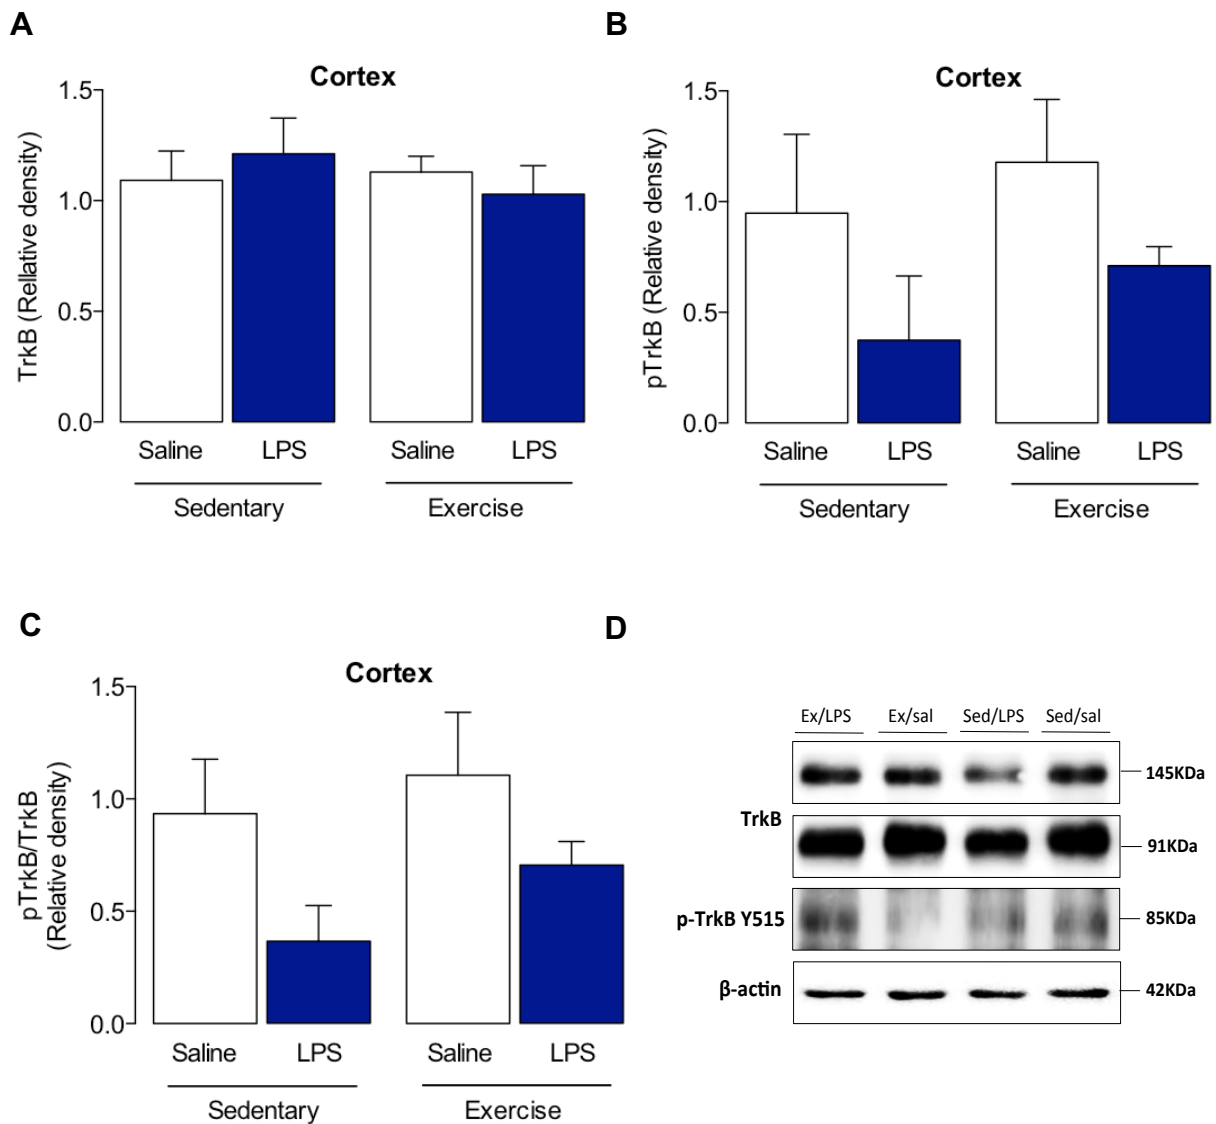 A
Cortex
TrkB (Rellative density)
1.5
1.0
0.5
0.0
Saline LPS Saline LPS
Sedentary Exercise
B
Cortex
pTrkB (Relative density)
1.5
1.0
0.5
0.0
Saline LPS Saline LPS
Sedentary Exercise
C
Cortex
pTrkB/TrkB
(Relative density)
1.5
1.0
0.5
0.0
Saline LPS Saline LPS
Sedentary Exercise
D
Ex/LPS Ex/sal Sed/LPS Sed/sal
145KDa
TrkB
91KDa
p-TrkB Y515 85KDa
β-actin 42KDa